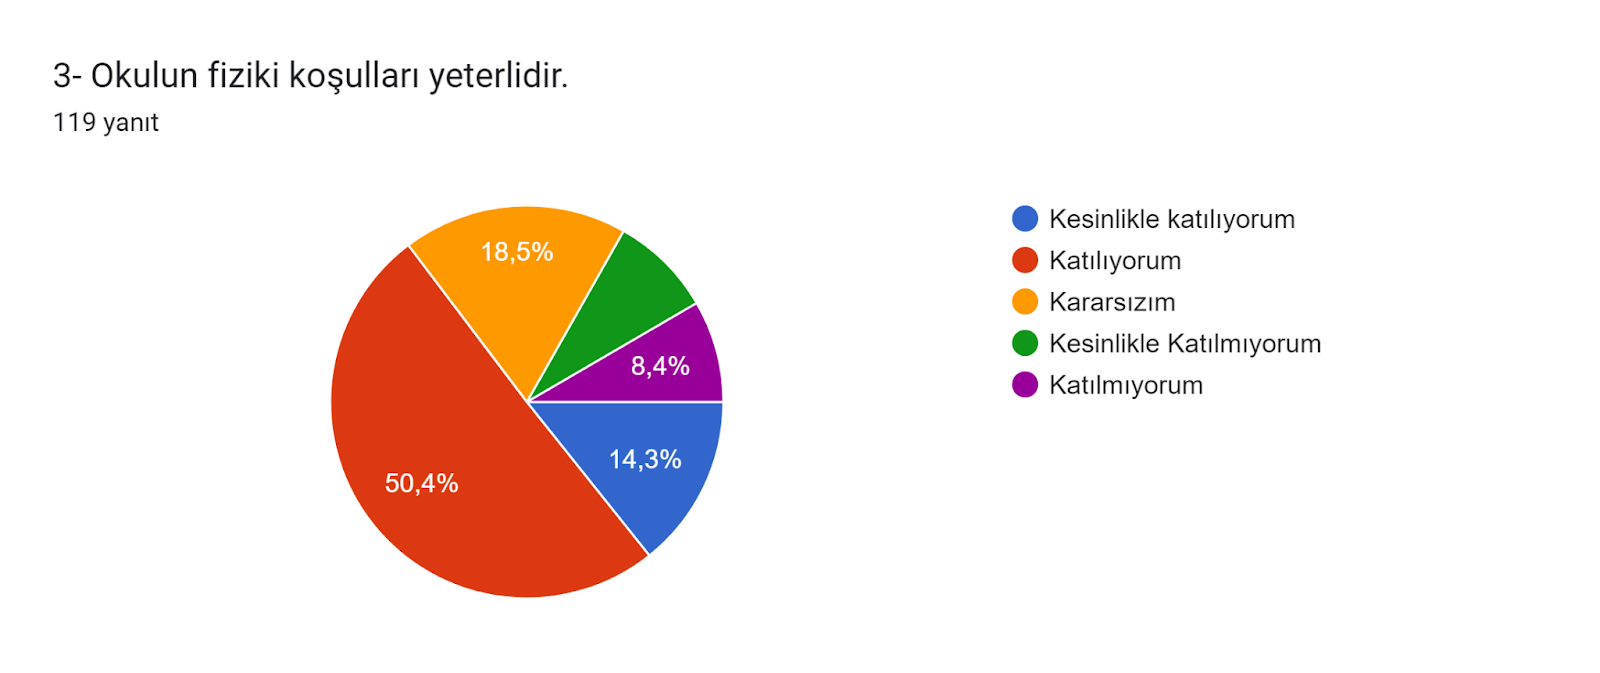 3- Okulun fiziki koşulları yeterlidir.
119 yanıt
18,5%
8,4%
14,3%
50,4%
Kesinlikle katılıyorum
Katılıyorum
Kararsızım
Kesinlikle Katılmıyorum
Katılmıyorum